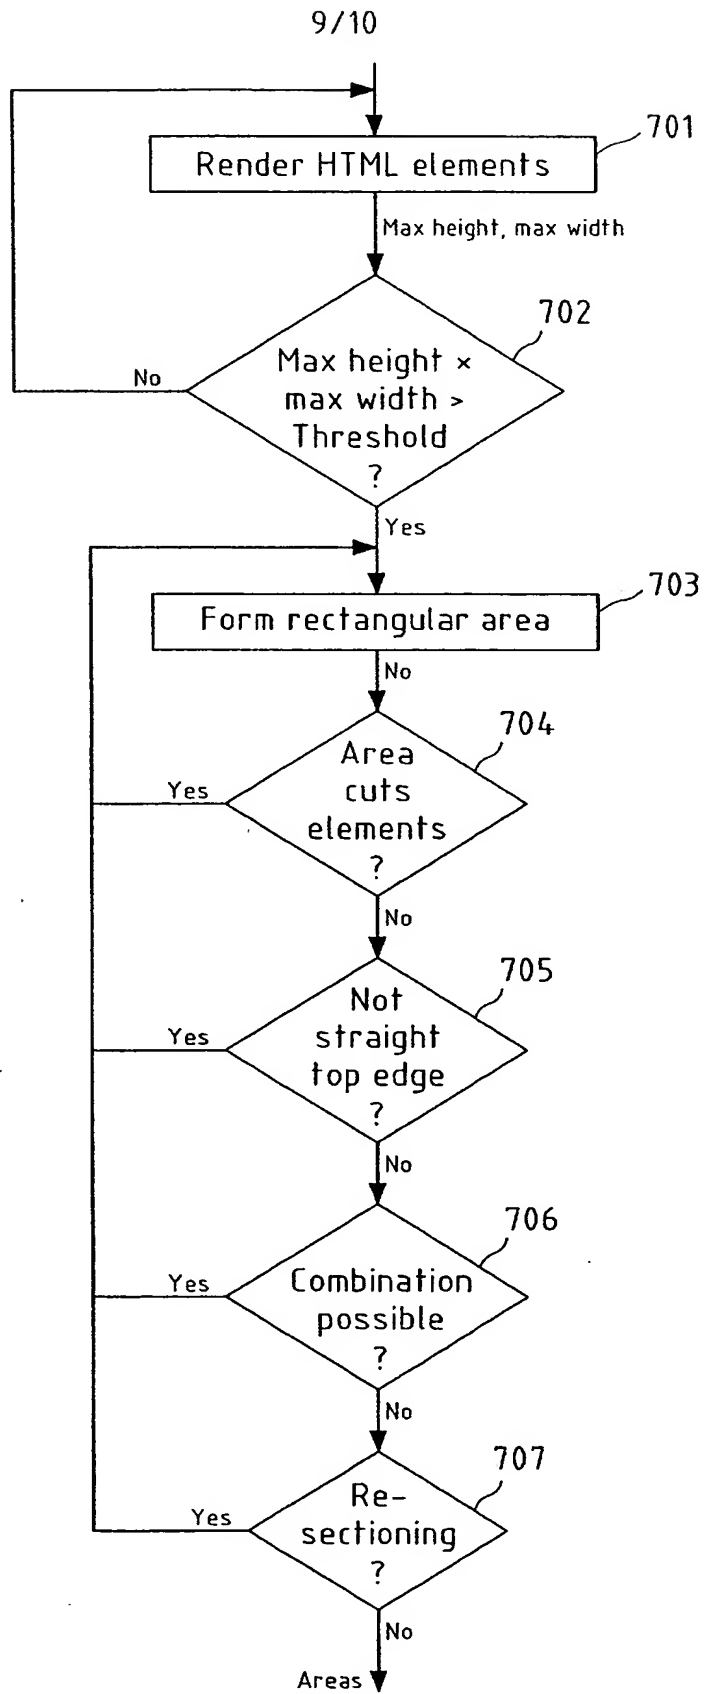 9/10
701
Render HTML elements
Max height, max width
702
Max height ×
max width >
Threshold
?
No
Yes
703
Form rectangular area
No
704
Area
cuts
elements
?
Yes
No
705
Not
straight
top edge
?
Yes
No
706
Combination
possible
?
Yes
No
707
Re-
sectioning
?
Yes
No
Areas